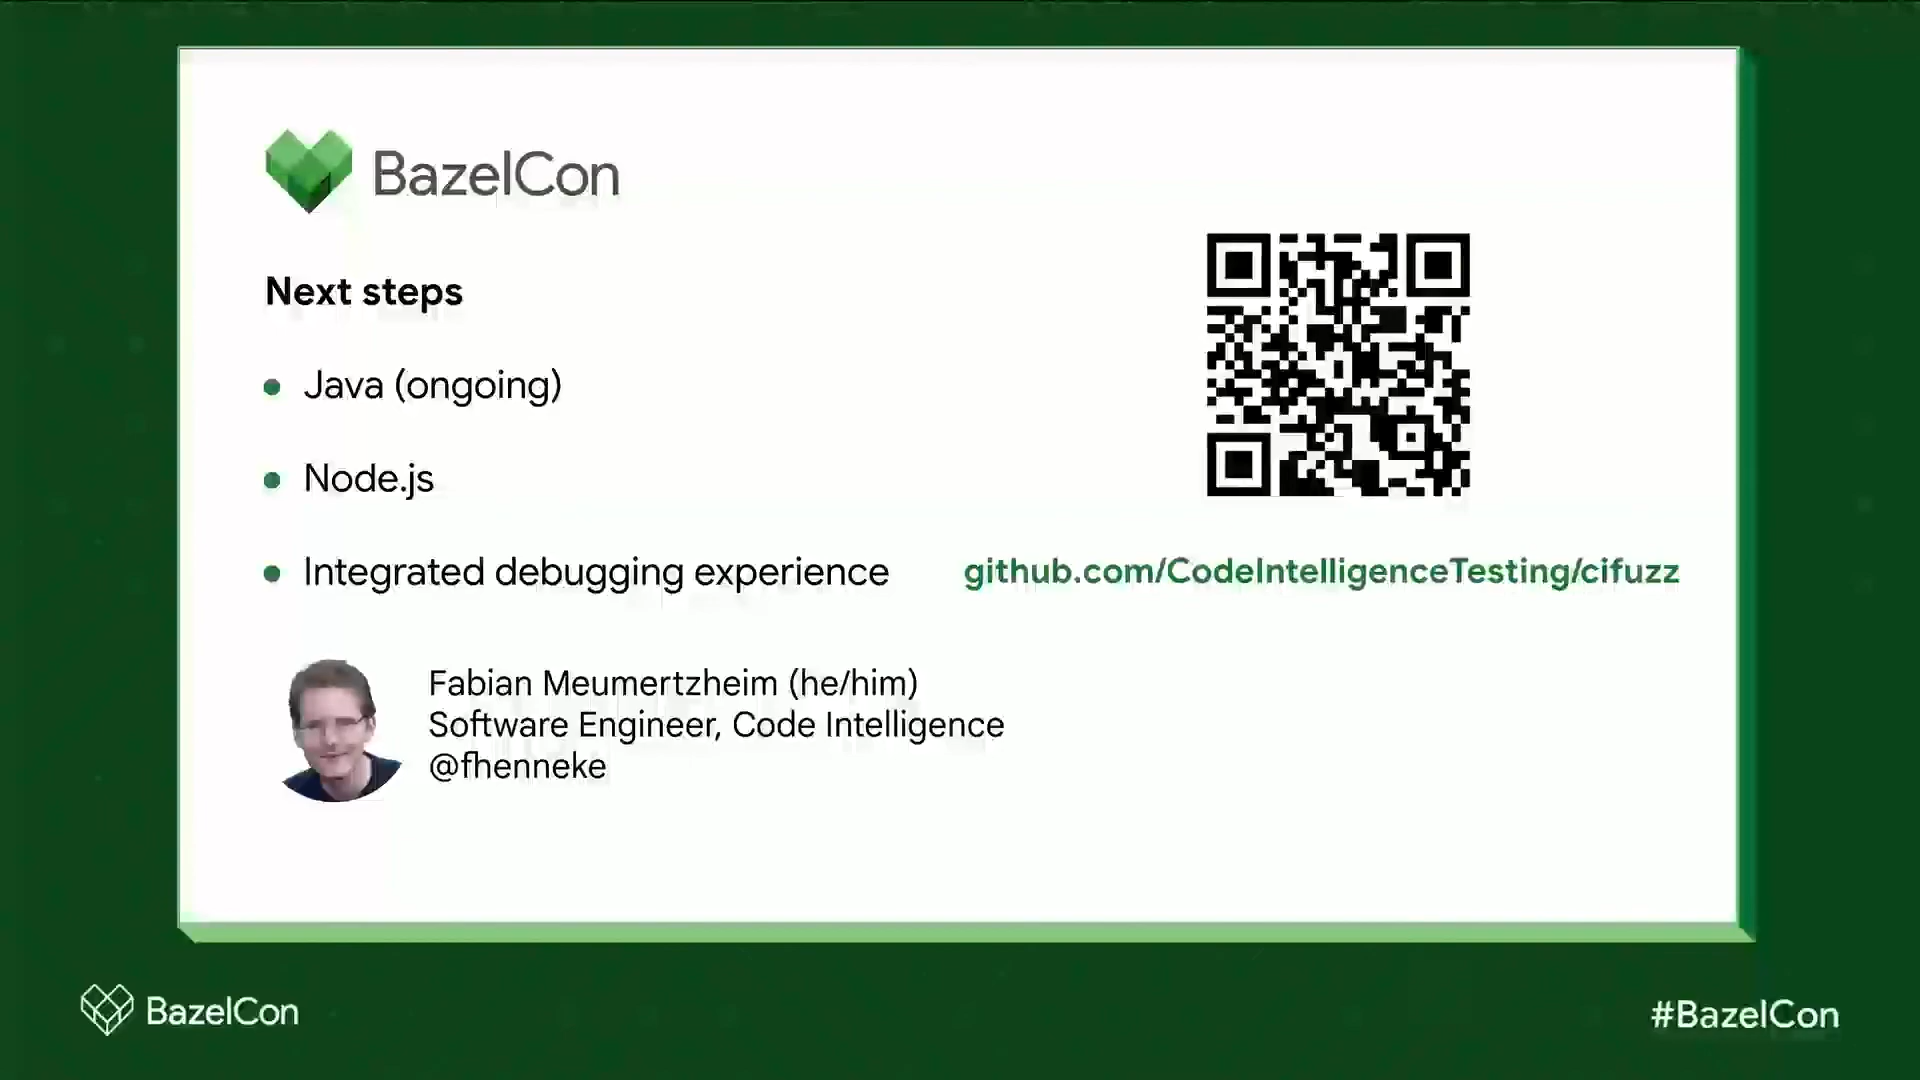 BazelCon
Next steps
Java (ongoing)
Node.js
Integrated debugging experience
github.com/CodeIntelligenceTesting/cifuzz
Fabian Meumertzheim (he/him)
Software Engineer, Code Intelligence
@fhenneke
BazelCon
#BazelCon